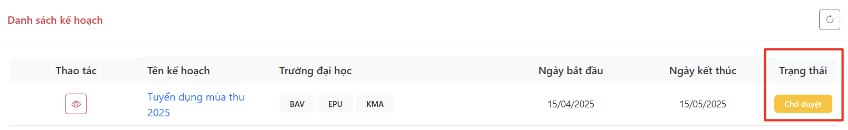 Danh sách kế hoạch
Thao tác Tên kế hoạch Trường đại học Ngày bắt đầu Ngày kết thúc Trạng thái
Tuyển dụng mùa thu
2025
BAV EPU KMA 15/04/2025 15/05/2025 Chờ duyệt